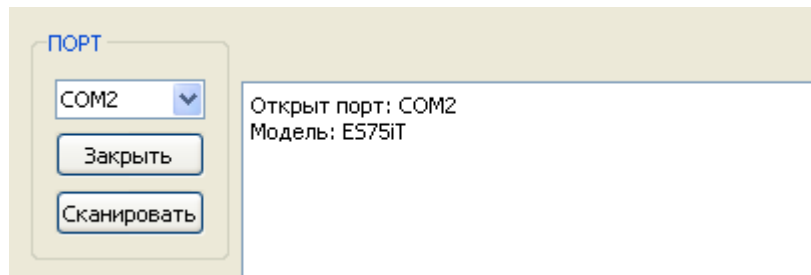 ПОРТ
COM2
Закрыть
Сканировать
Открыт порт: COM2
Модель: ES75iT